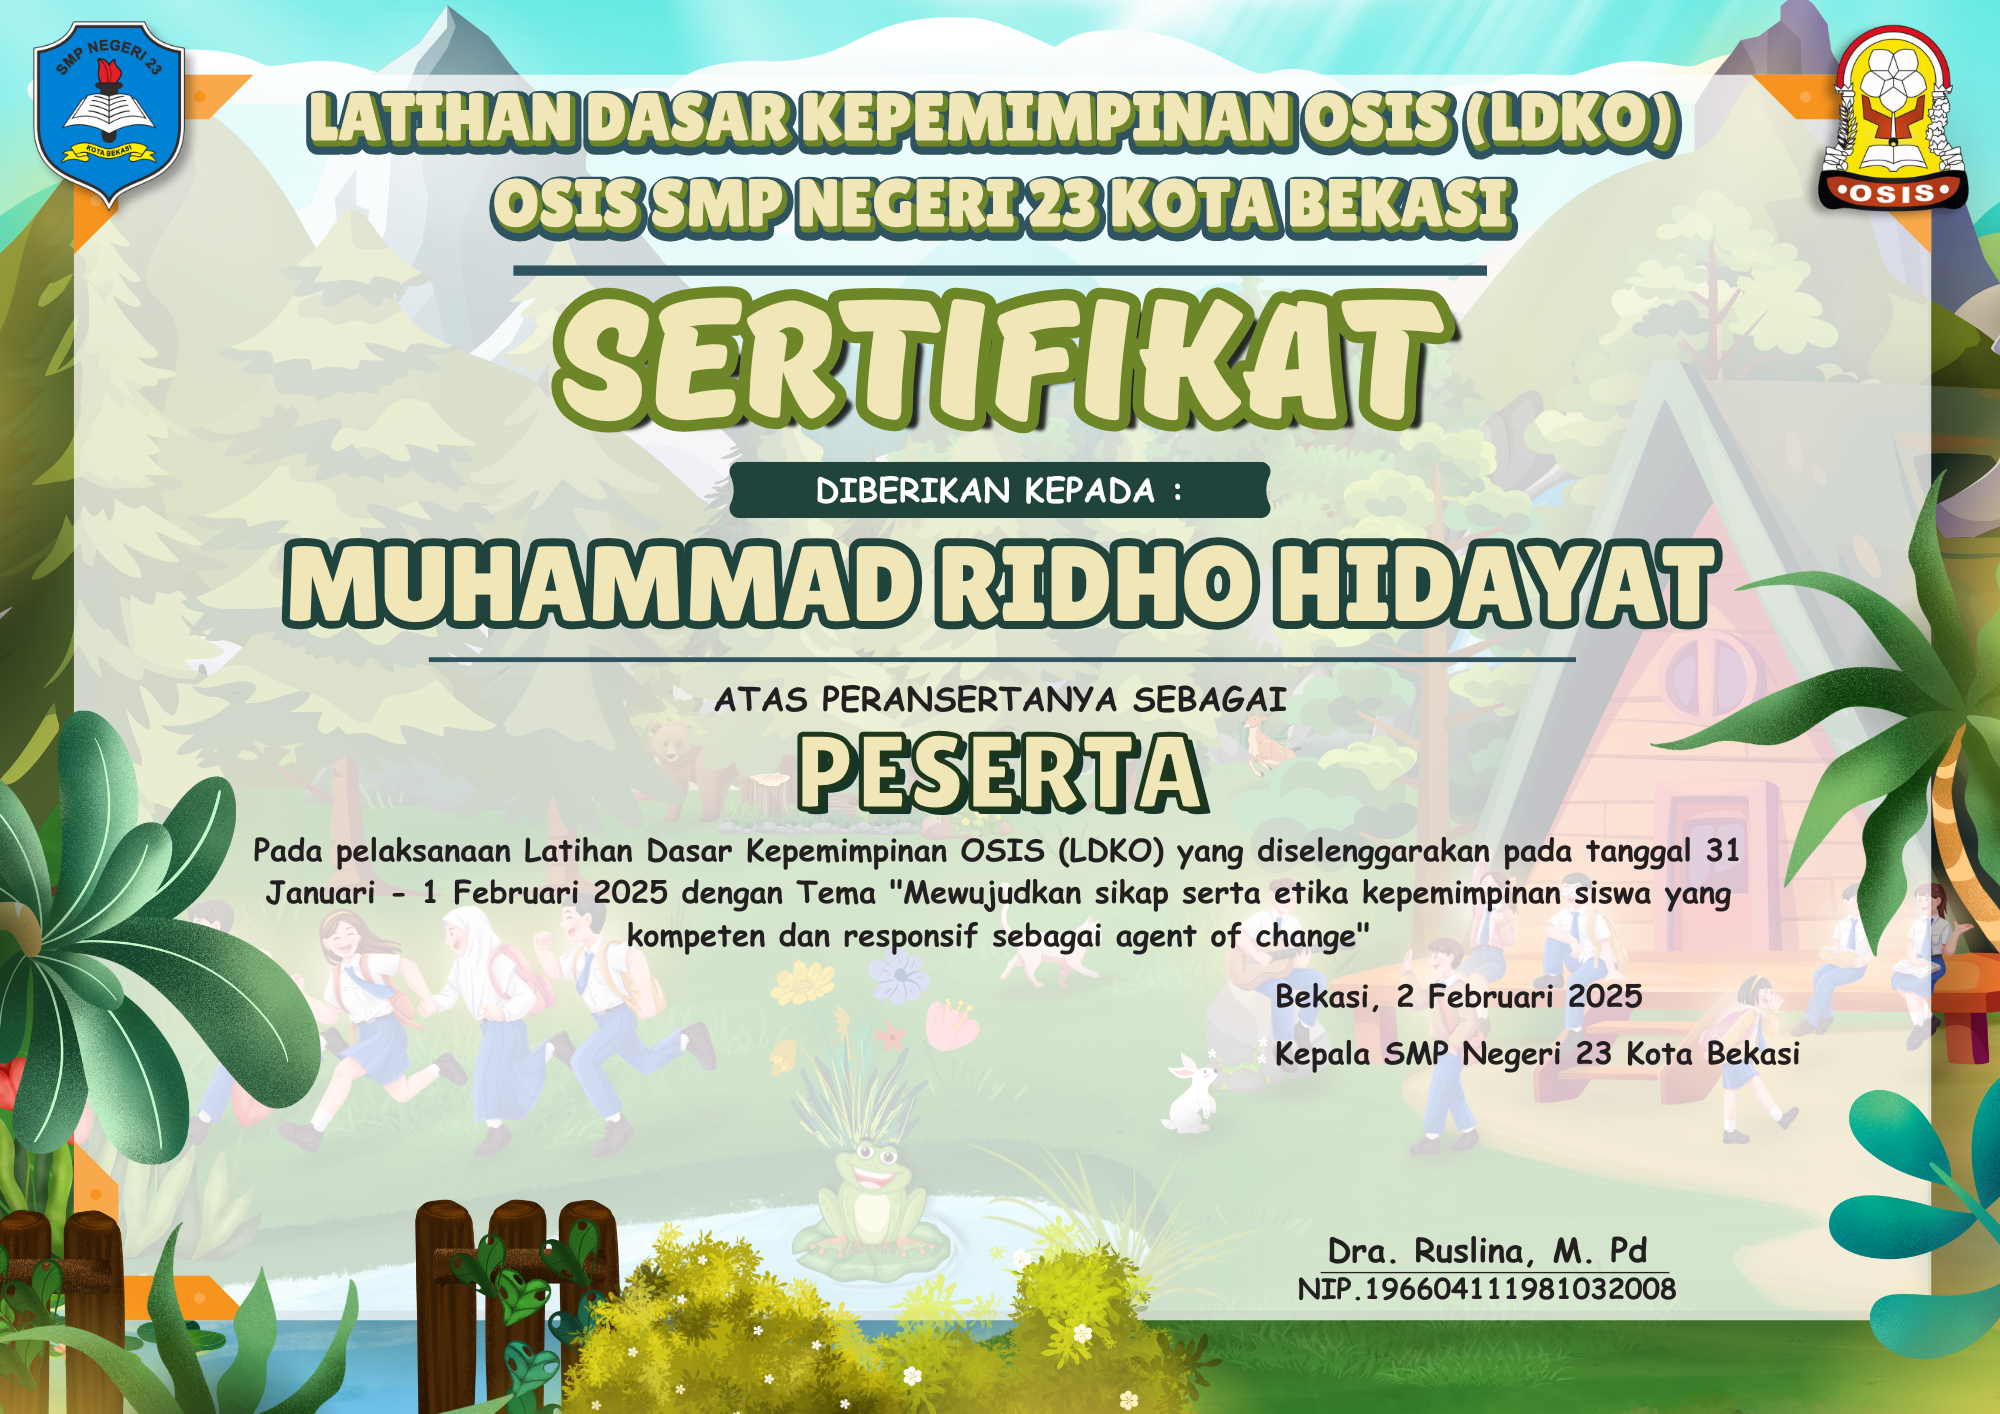 SMP NEGERI 23
KOTA BEKASI
OSIS
LATIHAN DASAR KEPEMIMPINAN OSIS (LDKO)
OSIS SMP NEGERI 23 KOTA BEKASI
SERTIFIKAT
DIBERIKAN KEPADA :
MUHAMMAD RIDHO HIDAYAT
ATAS PERANSERTANYA SEBAGAI
PESERTA
Pada pelaksanaan Latihan Dasar Kepemimpinan OSIS (LDKO) yang diselenggarakan pada tanggal 31
Januari - 1 Februari 2025 dengan Tema "Mewujudkan sikap serta etika kepemimpinan siswa yang
kompeten dan responsif sebagai agent of change"
Bekasi, 2 Februari 2025
Kepala SMP Negeri 23 Kota Bekasi
Dra. Ruslina, M. Pd
NIP.196604111981032008